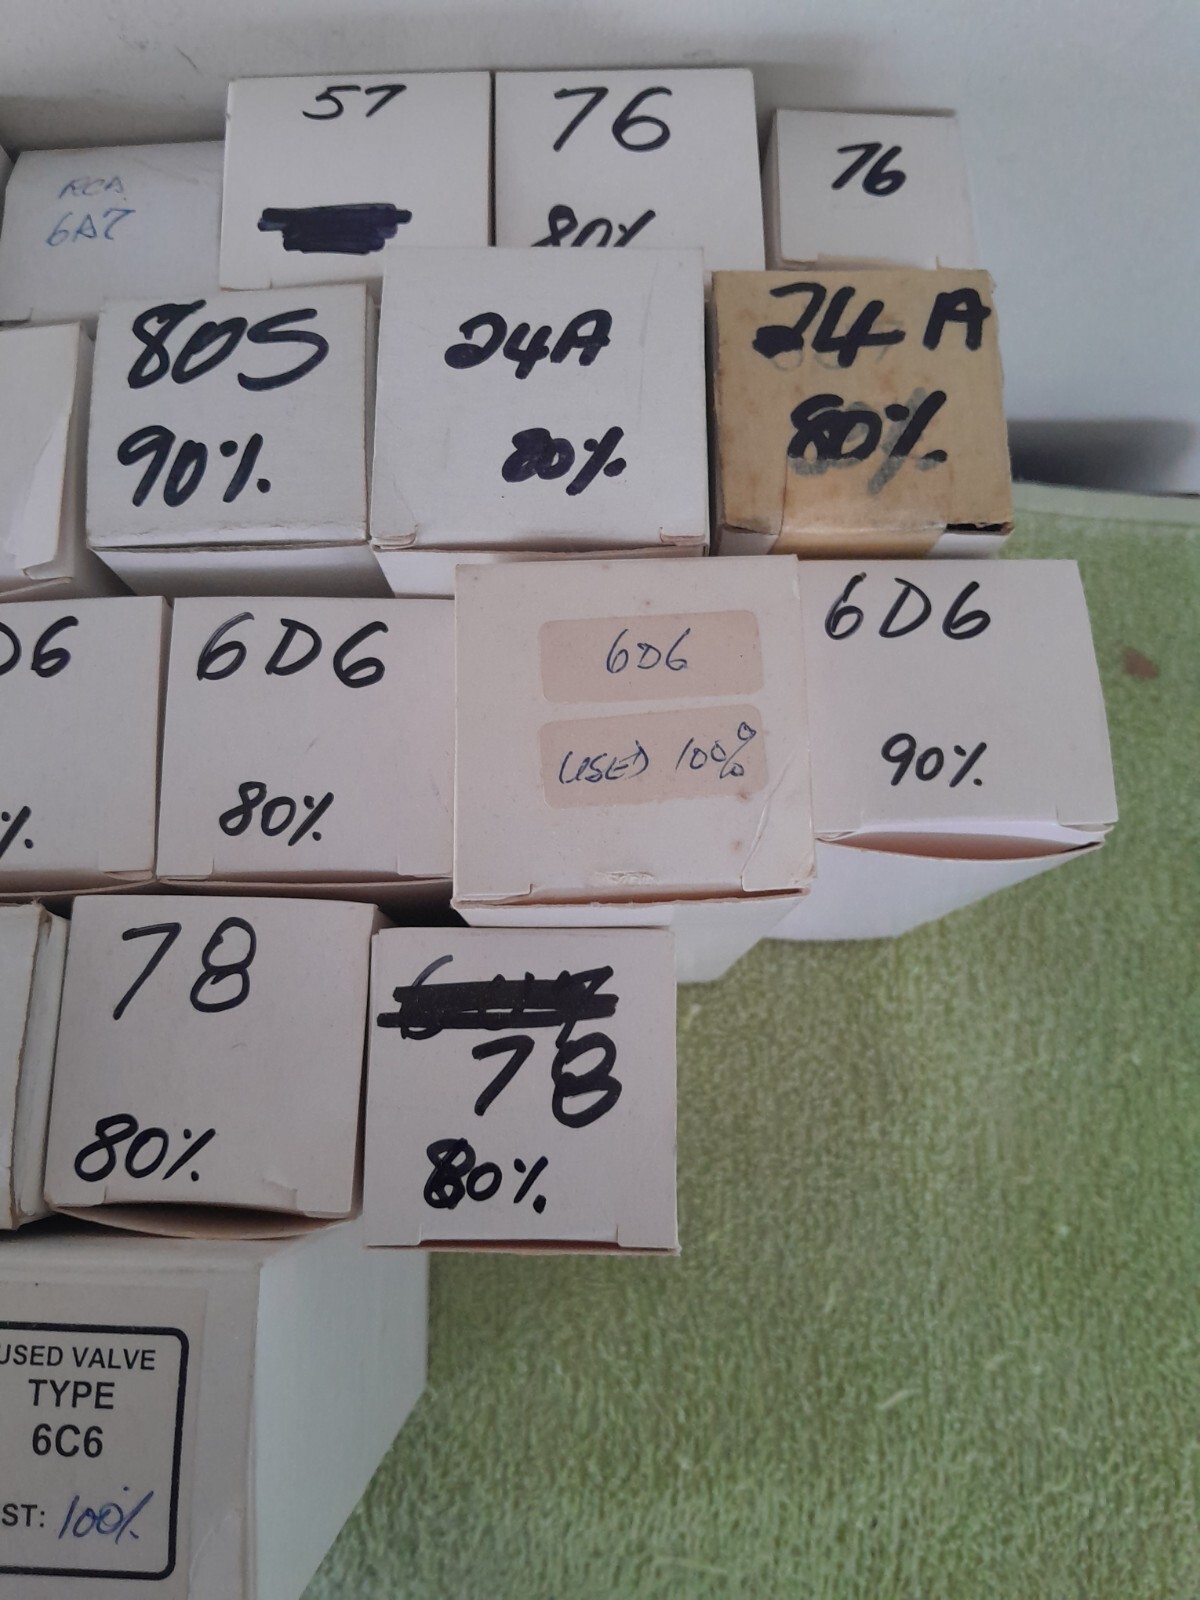 57
76
80%
76
RCA
6A7
80S
90%.
24A
80%.
24A
80%.
D6
%.
6D6
80%.
6D6
USED 100%
6D6
90%.
78
80%.
78
80%.
USED VALVE
TYPE
6C6
ST: 100%